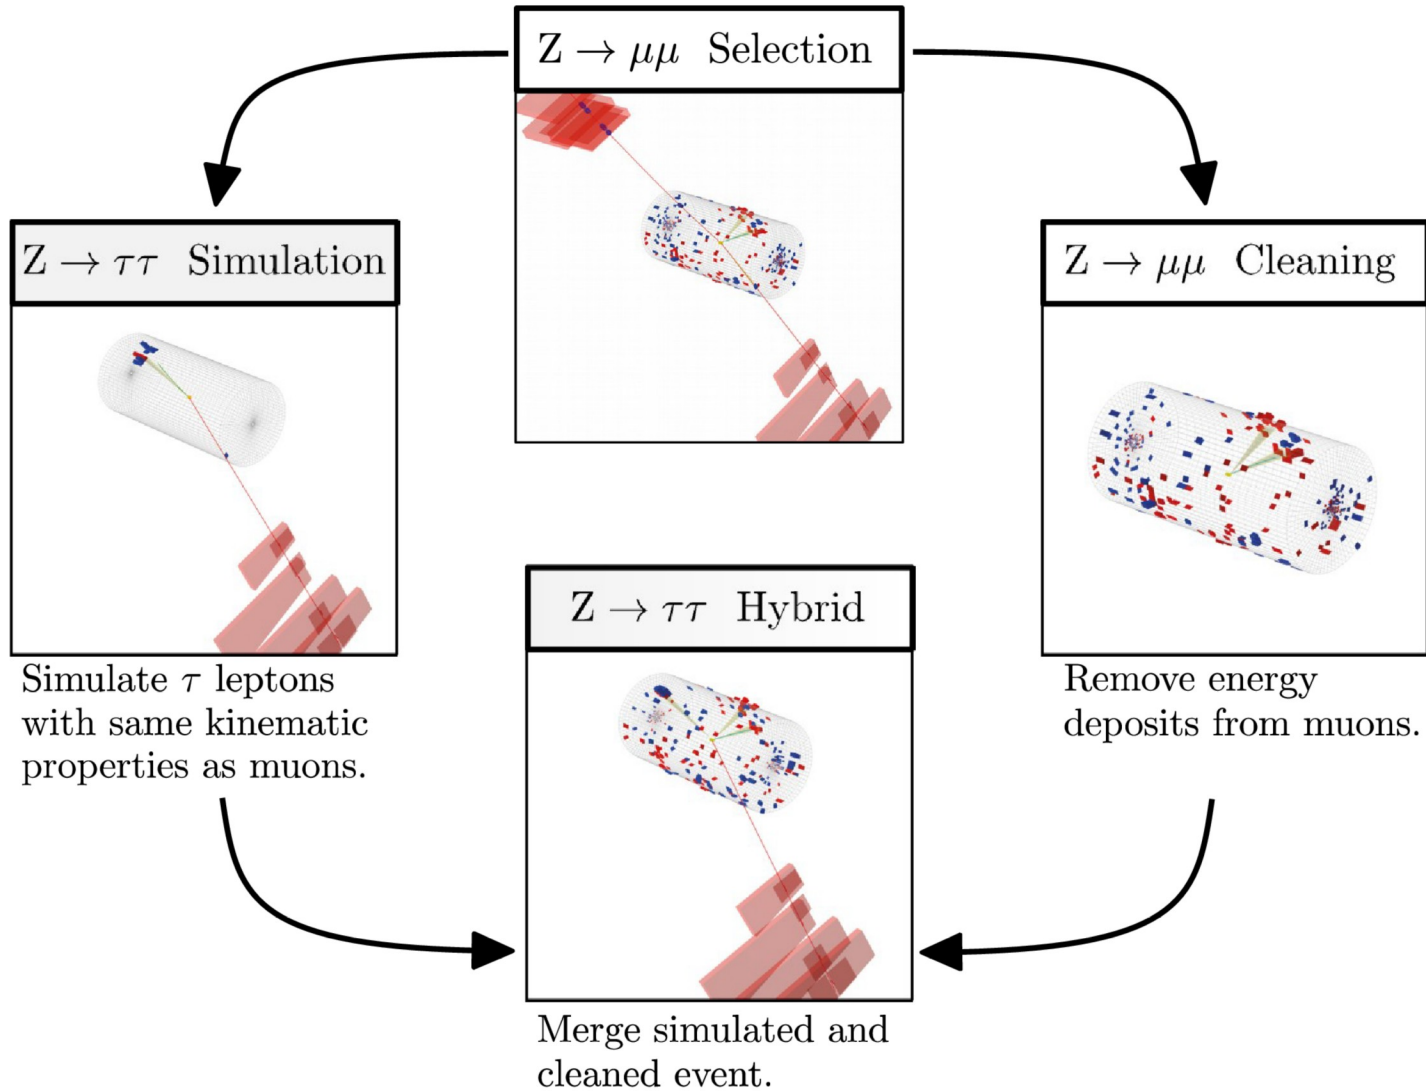 Z → μμ Selection
Z → ττ Simulation
Z → μμ Cleaning
Simulate τ leptons
with same kinematic
properties as muons.
Remove energy
deposits from muons.
Z → ττ Hybrid
Merge simulated and
cleaned event.